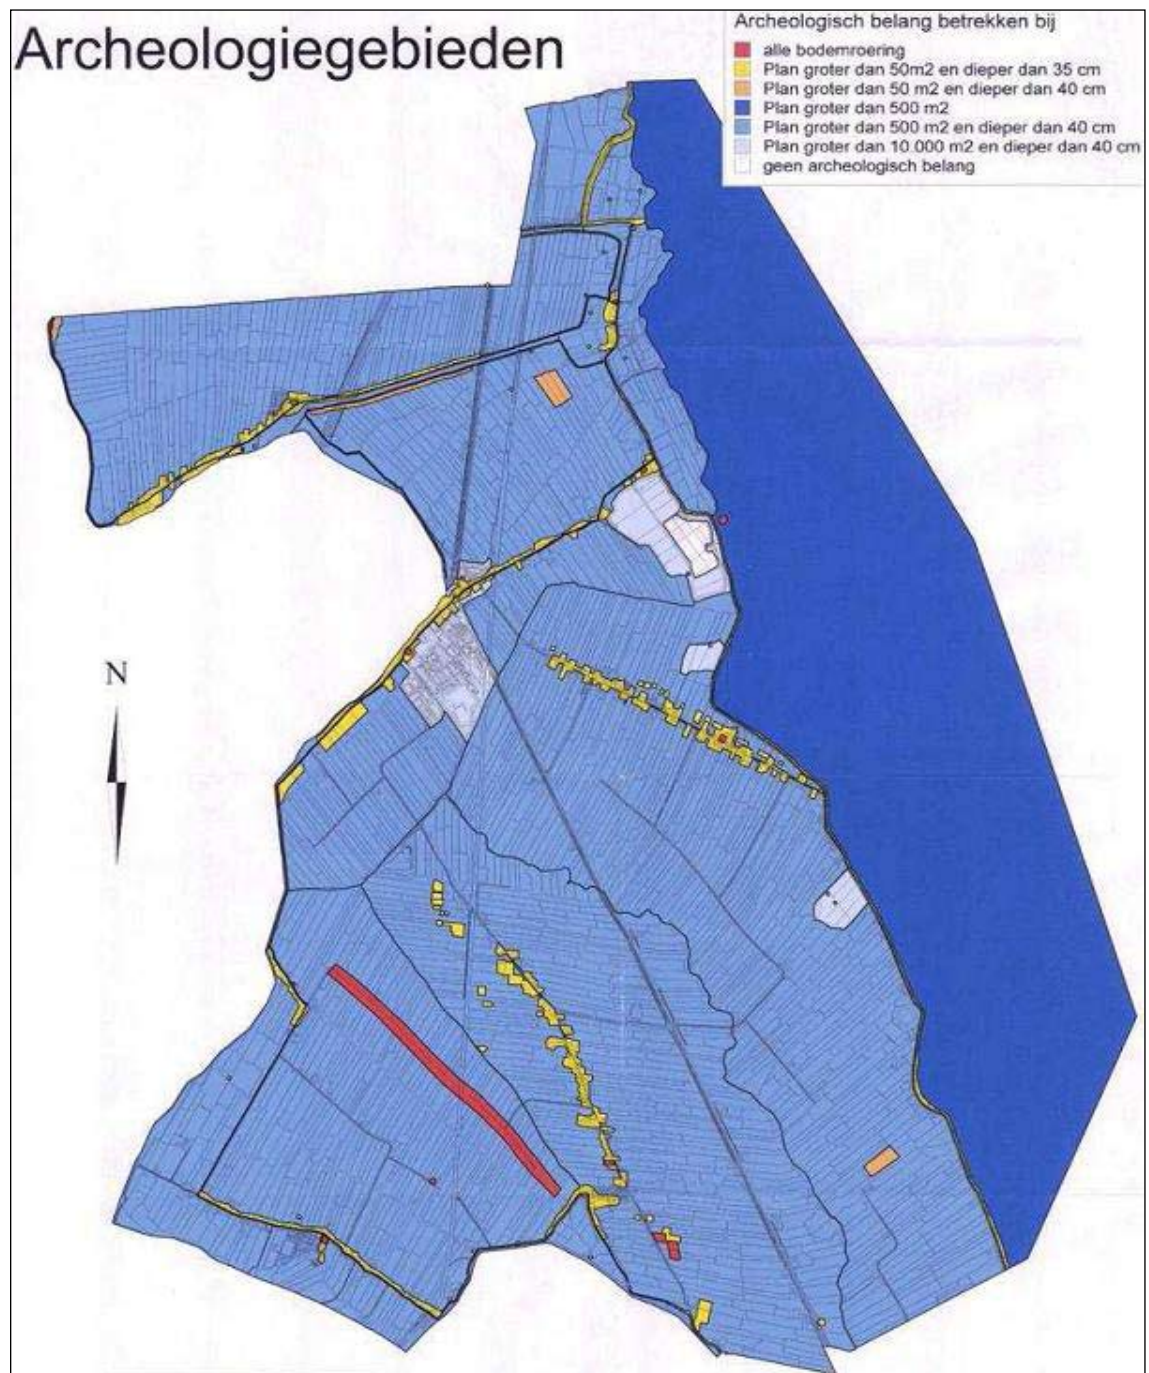 Archeologiegebieden
Archeologisch belang betrekken bij
alle bodemroering
Plan groter dan 50m2 en dieper dan 35 cm
Plan groter dan 50 m2 en dieper dan 40 cm
Plan groter dan 500 m2
Plan groter dan 500 m2 en dieper dan 40 cm
Plan groter dan 10.000 m2 en dieper dan 40 cm
geen archeologisch belang
N